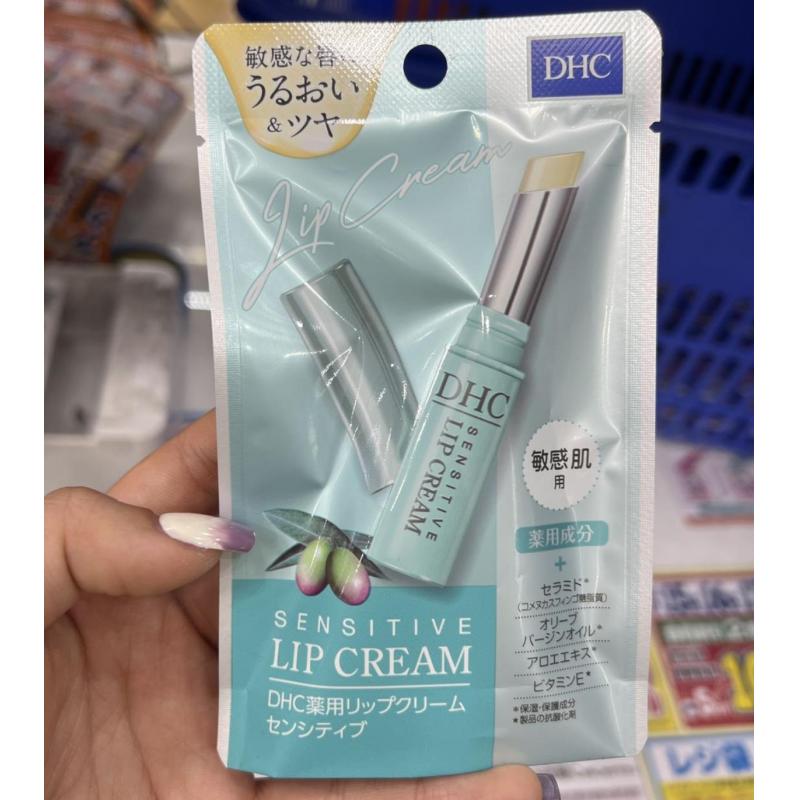 敏感な唇に
うるおい
&ツヤ
DHC
Lip Cream
DHC
SENSITIVE
LIP CREAM
敏感肌
用
薬用成分
+
セラミド*
(コメヌカスフィンゴ糖脂質)
オリーブ
バージンオイル*
アロエエキス*
ビタミンE★
*保湿・保護成分
★製品の抗酸化剤
SENSITIVE
LIP CREAM
DHC薬用リップクリーム
センシティブ
レジ袋